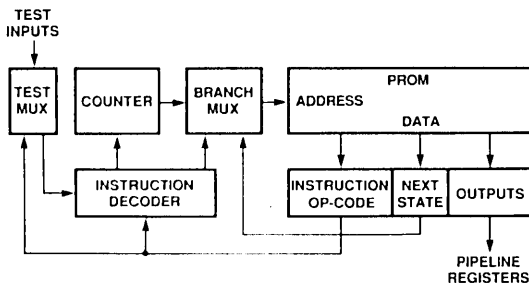 TEST
INPUTS
TEST
MUX
COUNTER
BRANCH
MUX
PROM
ADDRESS
DATA
INSTRUCTION
DECODER
INSTRUCTION
OP-CODE
NEXT
STATE
OUTPUTS
PIPELINE
REGISTERS